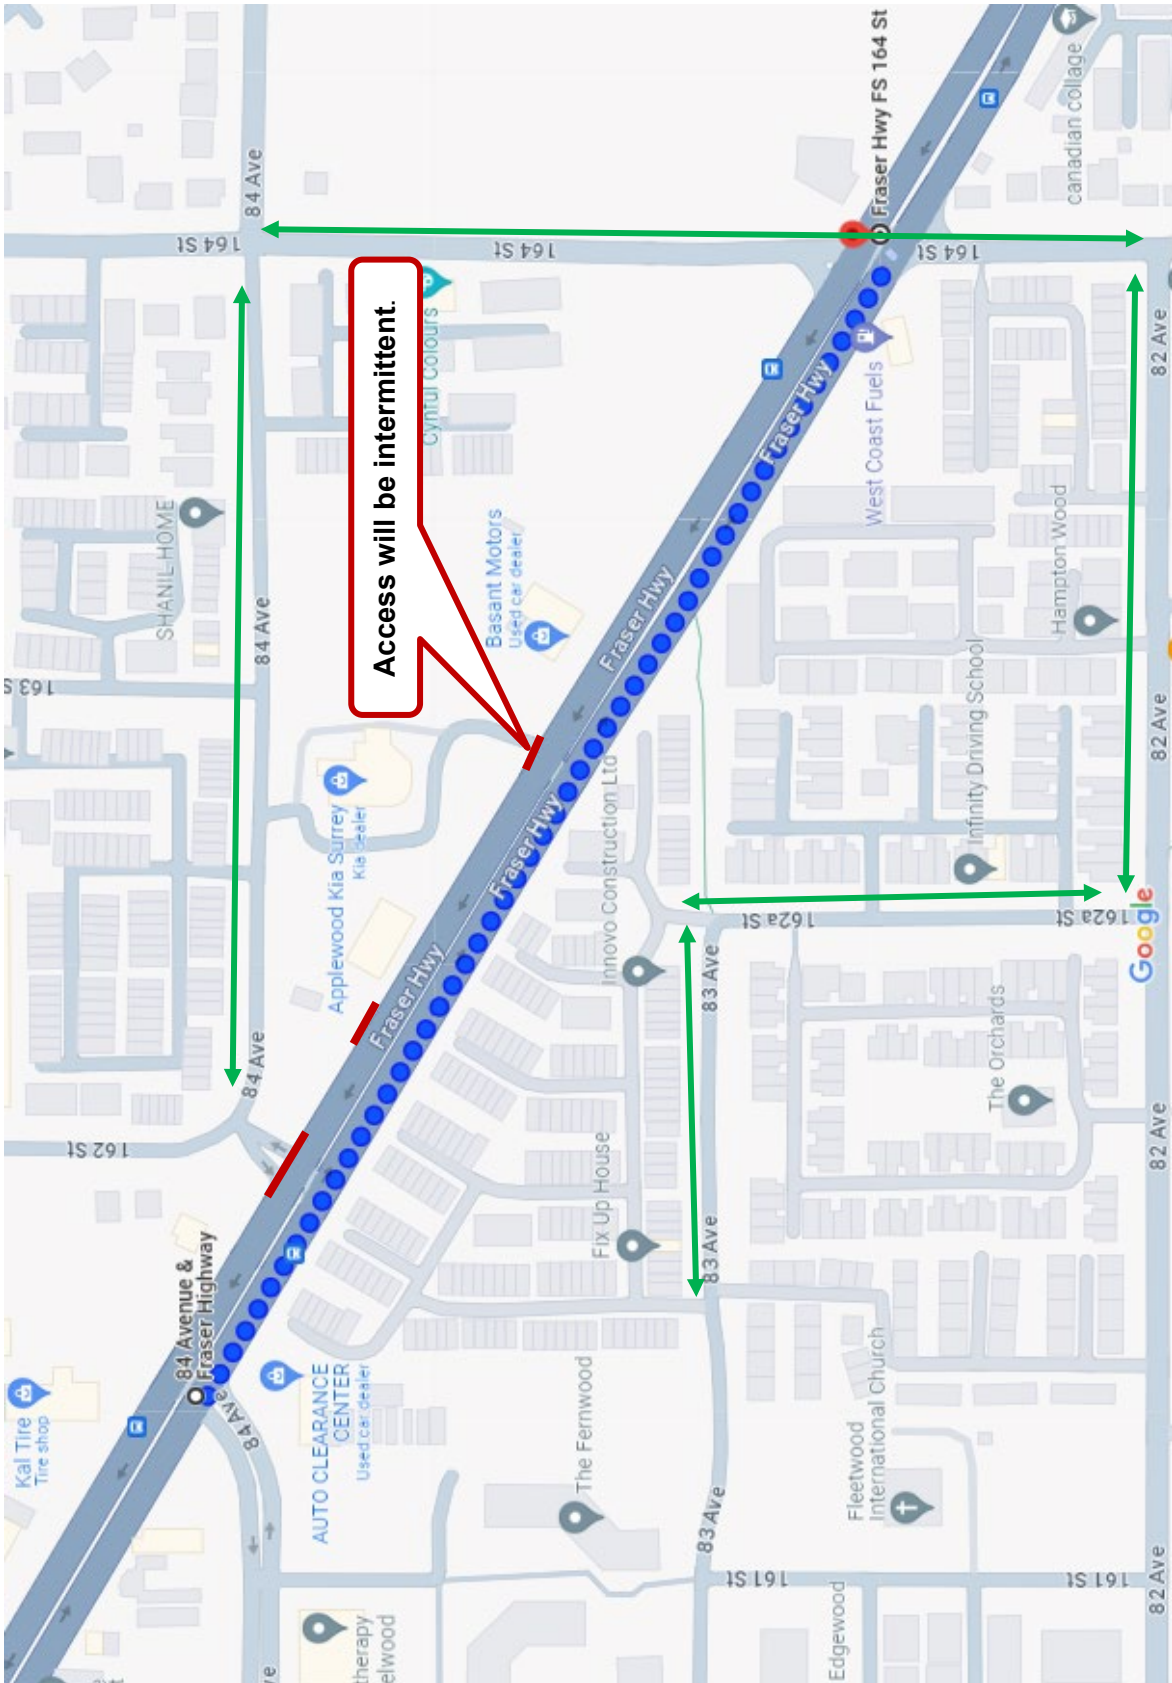 84 Ave
164 St
164 St
164 St
Fraser Hwy FS 164 St
canadian collage
82 Ave
Access will be intermittent.
Cynful Colours
SHANIL HOME
84 Ave
163 S
Basant Motors
Used car dealer
Fraser Hwy
West Coast Fuels
Hampton Wood
Fraser Hwy
Infinity Driving School
82 Ave
Applewood Kia Surrey
Kia dealer
Fraser Hwy
Innovo Construction Ltd
162a St
162a St
Google
83 Ave
Fraser Hwy
84 Ave
162 St
The Orchards
82 Ave
Fix Up House
83 Ave
84 Avenue &
Fraser Highway
Kal Tire
Tire shop
84 Ave
AUTO CLEARANCE
CENTER
Used car dealer
The Fernwood
Fleetwood
International Church
83 Ave
161 St
161 St
82 Ave
Edgewood
therapy
elwood
ve